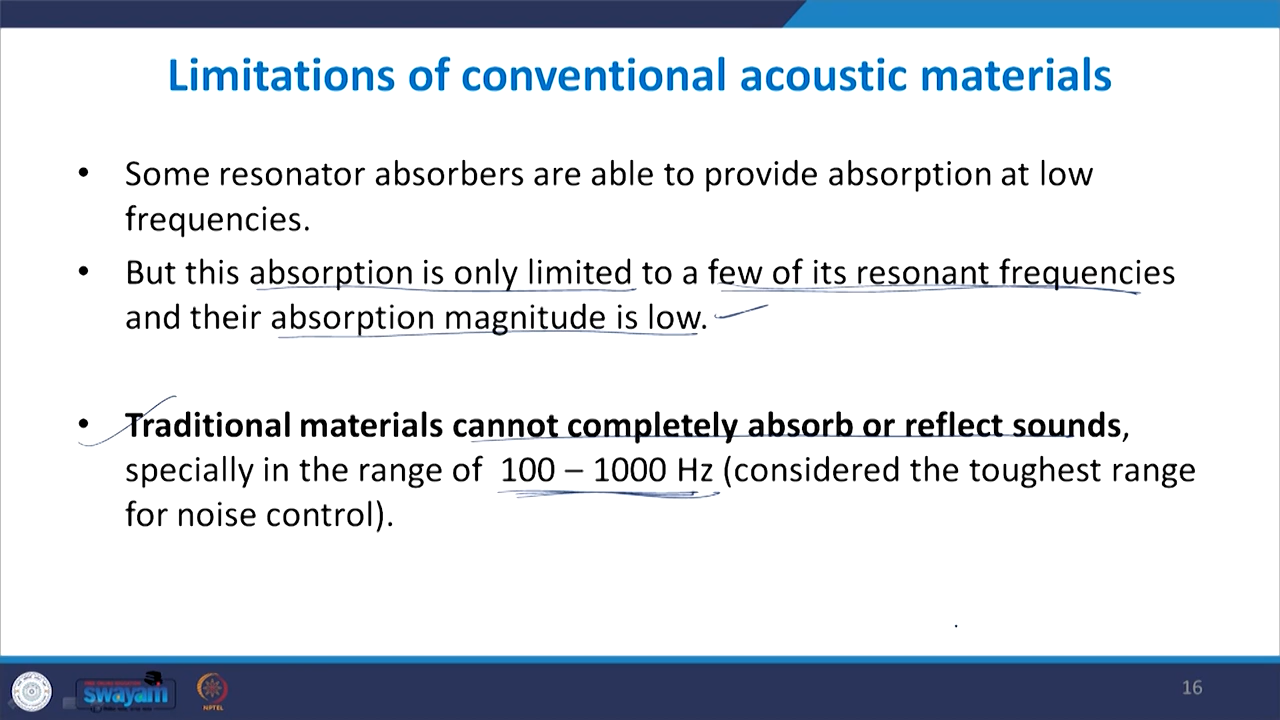 Limitations of conventional acoustic materials
• Some resonator absorbers are able to provide absorption at low
frequencies.
• But this absorption is only limited to a few of its resonant frequencies
and their absorption magnitude is low.
• Traditional materials cannot completely absorb or reflect sounds,
specially in the range of 100 – 1000 Hz (considered the toughest range
for noise control).
swayam
NPTEL
16